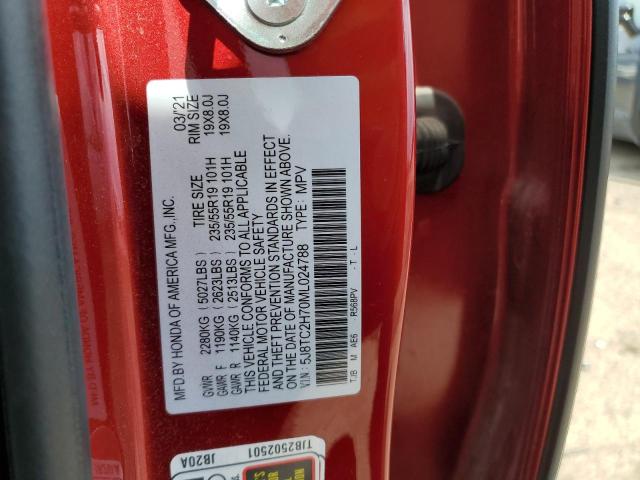 MFD.BY HONDA OF AMERICA MFG.,INC. 03/'21
TIRE SIZE RIM SIZE
GVWR 2280KG (5027LBS)
GAWR F 1190KG (2623LBS) 235/55R19 101H 19X8.0J
GAWR R 1140KG (2513LBS) 235/55R19 101H 19X8.0J
THIS VEHICLE CONFORMS TO ALL APPLICABLE
FEDERAL MOTOR VEHICLE SAFETY
AND THEFT PREVENTION STANDARDS IN EFFECT
ON THE DATE OF MANUFACTURE SHOWN ABOVE.
V.I.N: 5J8TC2H70ML024788 TYPE: MPV
TJB M AE6 R568PV - T - L
TJB2502501
JB20A